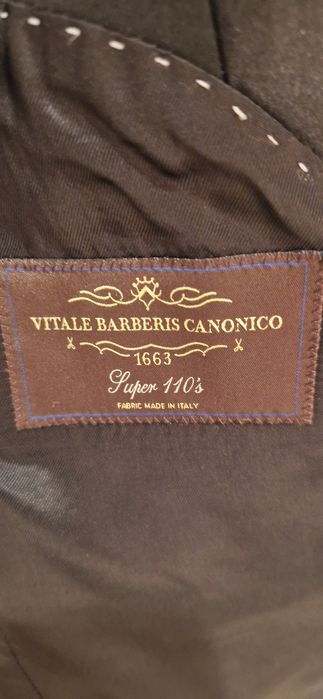 VITALE BARBERIS CANONICO
1663
Super 110's
FABRIC MADE IN ITALY